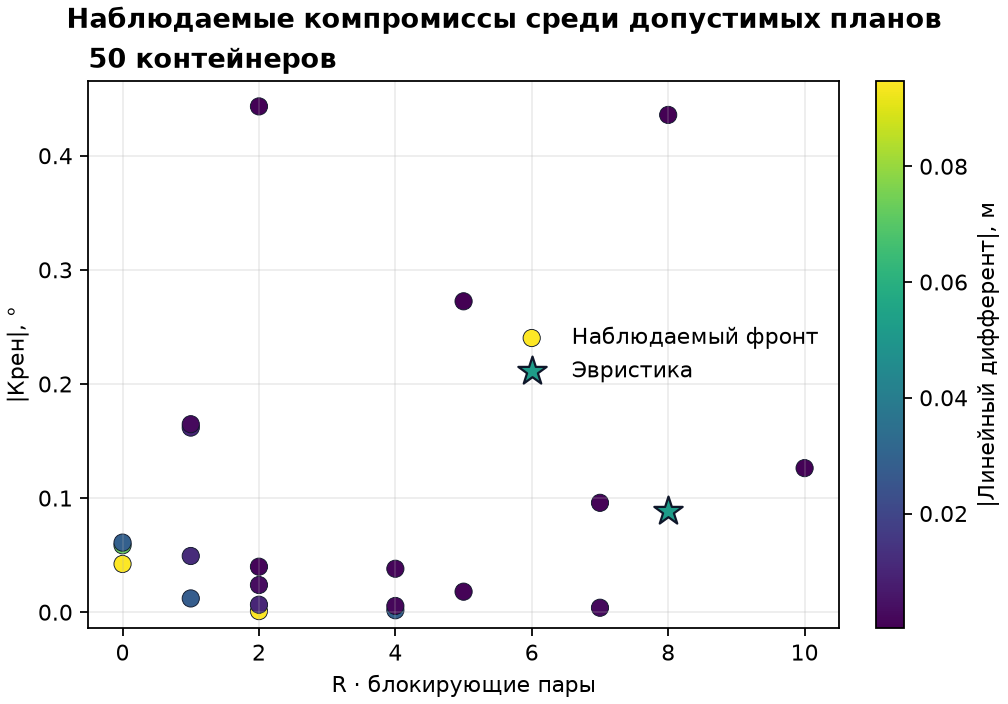 Наблюдаемые компромиссы среди допустимых планов
50 контейнеров
|Крен|, °
0.4
0.3
0.2
0.1
0.0
Наблюдаемый фронт
Эвристика
0 2 4 6 8 10
R · блокирующие пары
0.08
0.06
0.04
0.02
|Линейный дифферент|, м